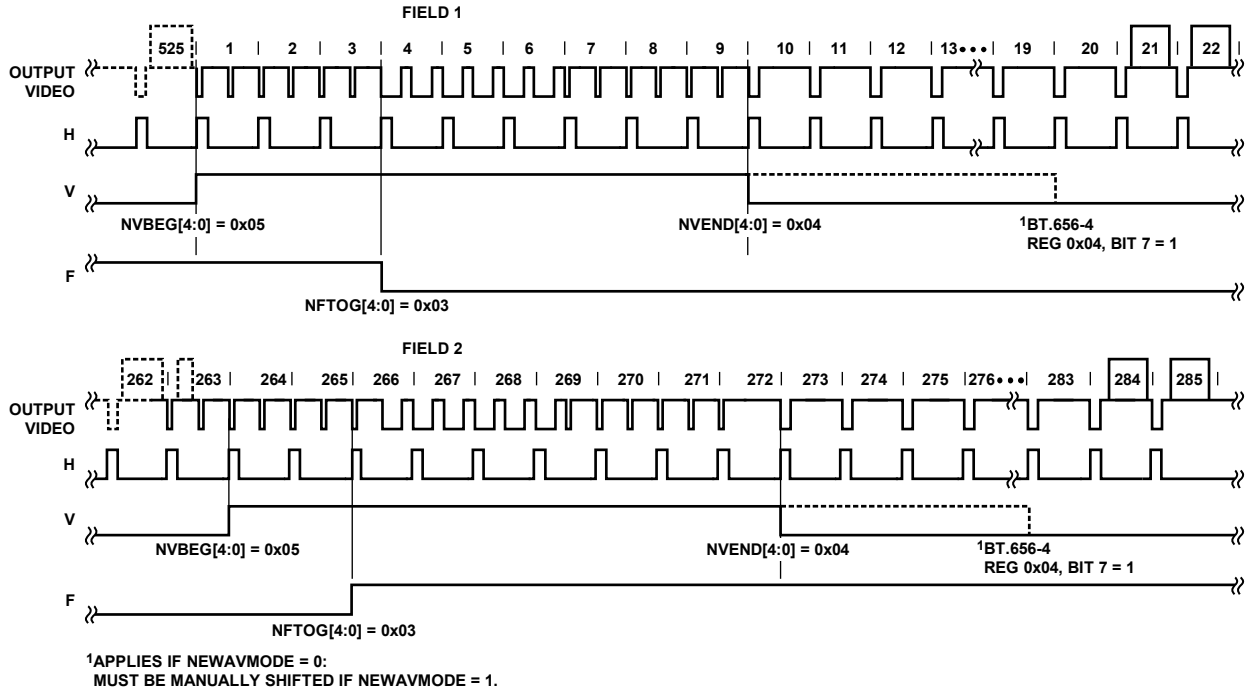 FIELD 1
525 1 2 3 4 5 6 7 8 9 10 11 12 13 19 20 21 22
OUTPUT
VIDEO
H
V
NVBEG[4:0] = 0x05
NVEND[4:0] = 0x04
1BT.656-4
REG 0x04, BIT 7 = 1
F
NFTOG[4:0] = 0x03
FIELD 2
262 263 264 265 266 267 268 269 270 271 272 273 274 275 276 283 284 285
OUTPUT
VIDEO
H
V
NVBEG[4:0] = 0x05
NVEND[4:0] = 0x04
1BT.656-4
REG 0x04, BIT 7 = 1
F
NFTOG[4:0] = 0x03
1APPLIES IF NEWAVMODE = 0:
MUST BE MANUALLY SHIFTED IF NEWAVMODE = 1.